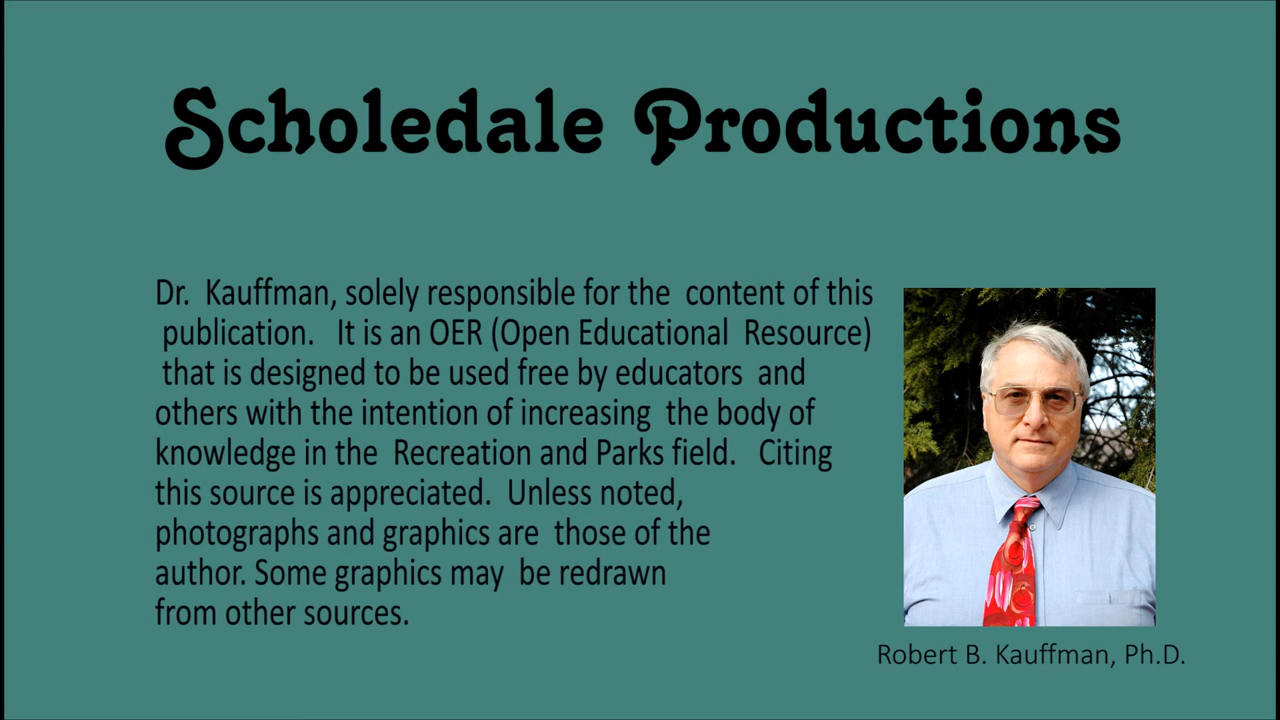 Scholedale Productions
Dr. Kauffman, solely responsible for the content of this
publication. It is an OER (Open Educational Resource)
that is designed to be used free by educators and
others with the intention of increasing the body of
knowledge in the Recreation and Parks field. Citing
this source is appreciated. Unless noted,
photographs and graphics are those of the
author. Some graphics may be redrawn
from other sources.
Robert B. Kauffman, Ph.D.